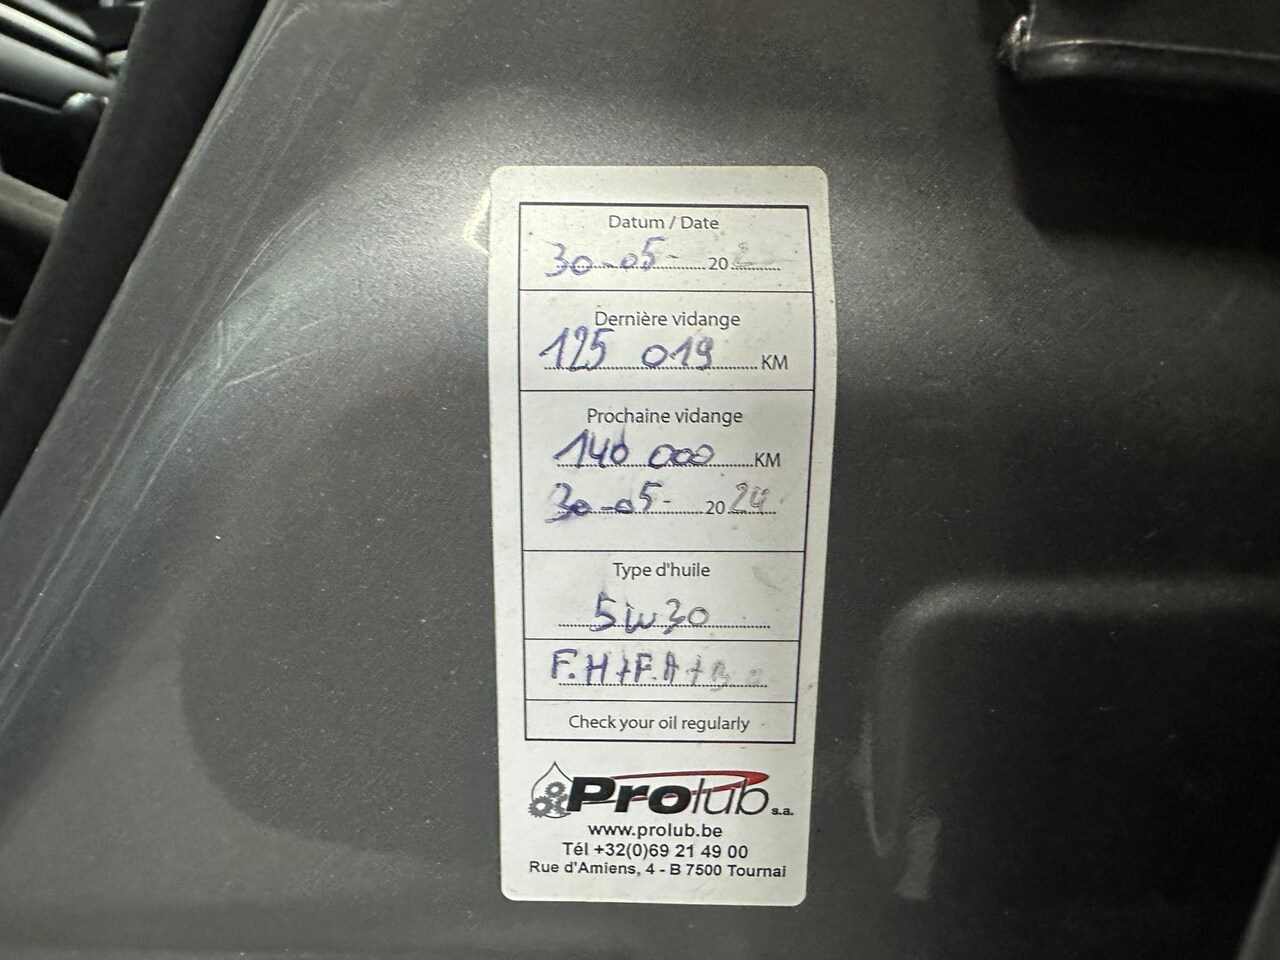 Datum / Date
30-05- 202
Dernière vidange
125 019 KM
Prochaine vidange
140 000 KM
30-05- 2024
Type d'huile
5W30
F.H+F.A+
Check your oil regularly
Prolub s.a.
www.prolub.be
Tél +32(0)69 21 49 00
Rue d'Amiens, 4 - B 7500 Tournai